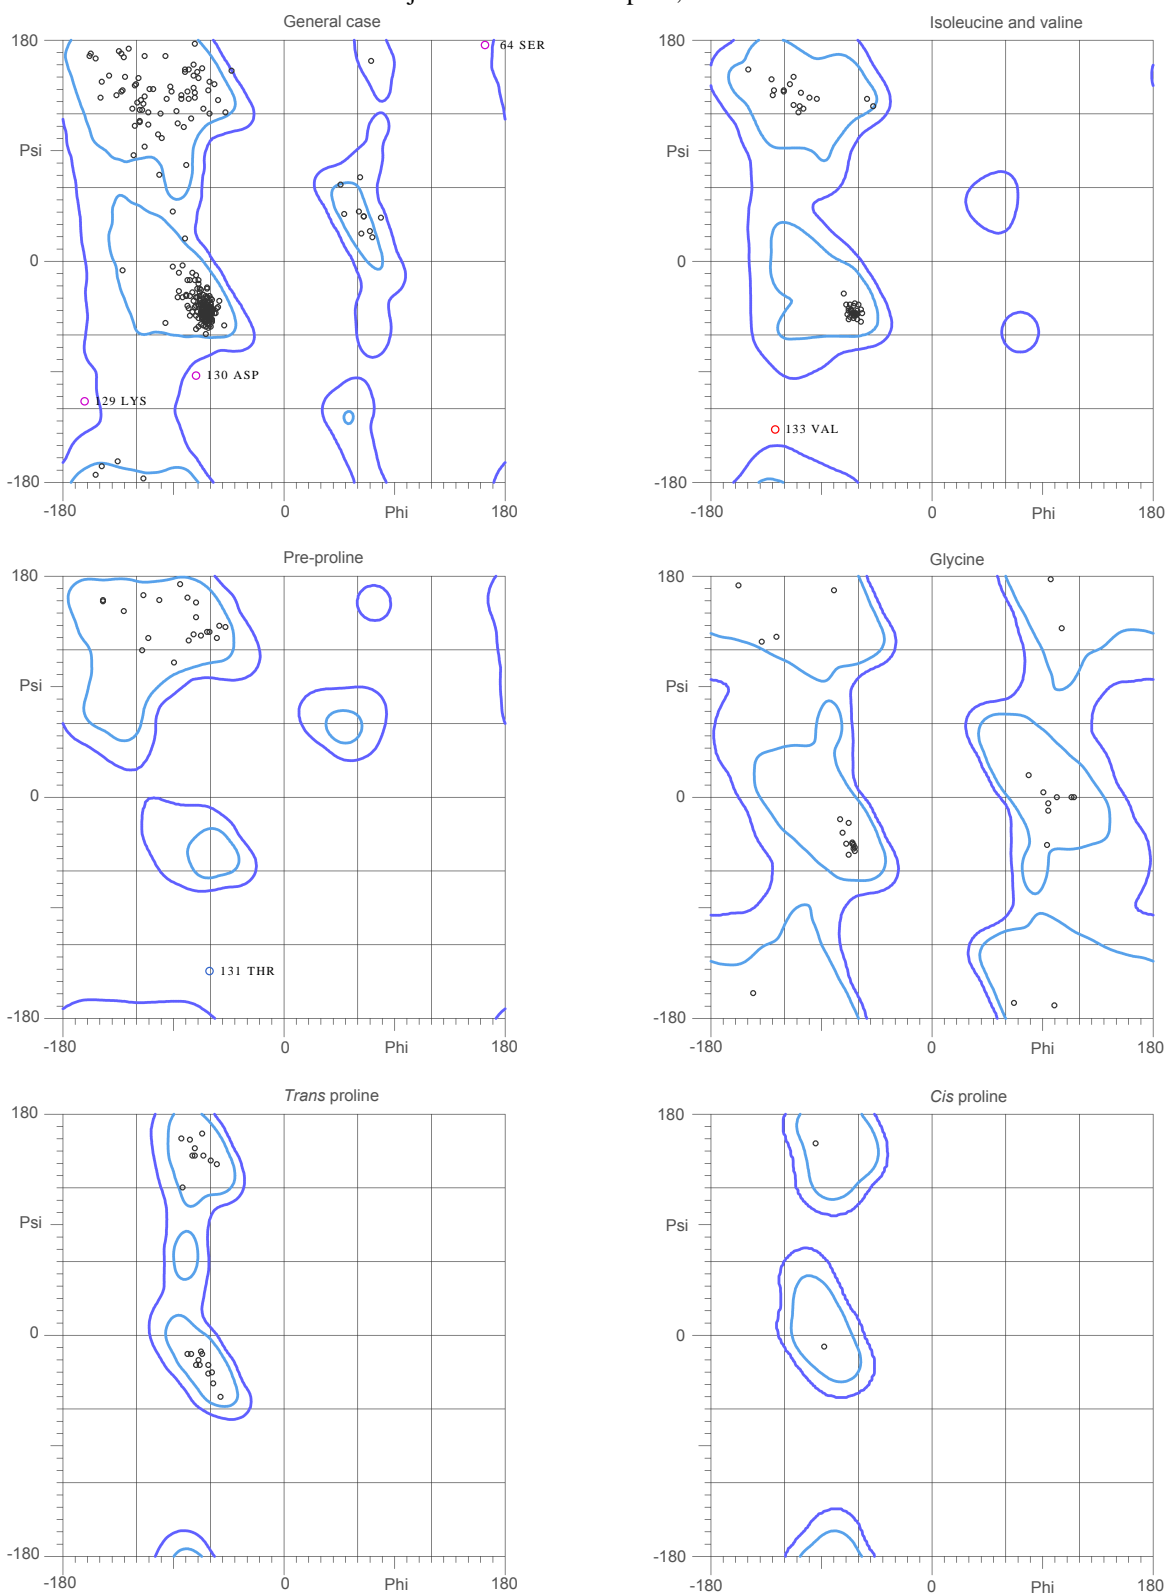 General case
180
Psi
0
-180
-180
0
Phi
180
64 SER
130 ASP
129 LYS
Isoleucine and valine
180
Psi
0
-180
-180
0
Phi
180
133 VAL
Pre-proline
180
Psi
0
-180
-180
0
Phi
180
131 THR
Glycine
180
Psi
0
-180
-180
0
Phi
180
Trans proline
180
Psi
0
-180
-180
0
Phi
180
Cis proline
180
Psi
0
-180
-180
0
Phi
180